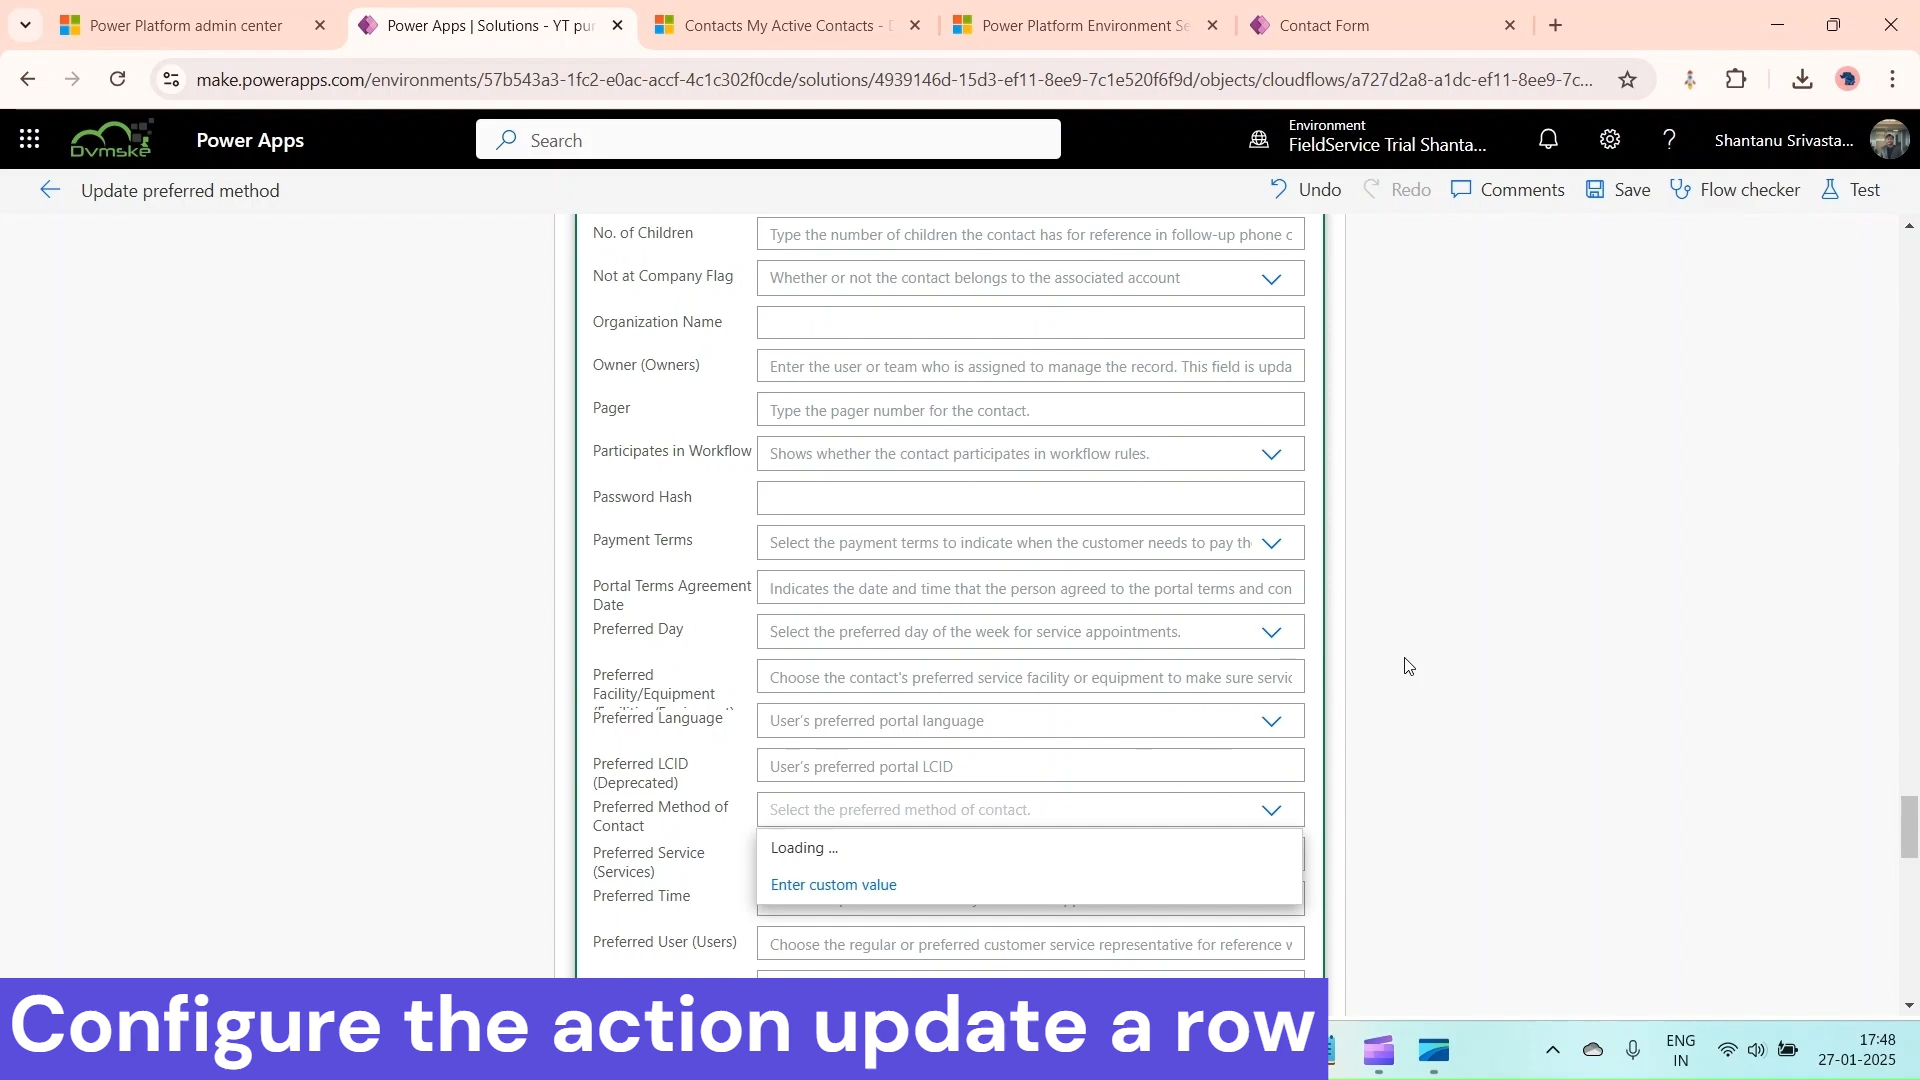 Power Platform admin center
Power Apps | Solutions - YT pur
Contacts My Active Contacts -
Power Platform Environment Se
Contact Form
make.powerapps.com/environments/57b543a3-1fc2-e0ac-accf-4c1c302f0cde/solutions/4939146d-15d3-ef11-8ee9-7c1e520f6f9d/objects/cloudflows/a727d2a8-a1dc-ef11-8ee9-7c...
Dvmske
Power Apps
Search
Environment
FieldService Trial Shanta...
Shantanu Srivasta...
Update preferred method
Undo
Redo
Comments
Save
Flow checker
Test
No. of Children
Type the number of children the contact has for reference in follow-up phone c
Not at Company Flag
Whether or not the contact belongs to the associated account
Organization Name
Owner (Owners)
Enter the user or team who is assigned to manage the record. This field is upda
Pager
Type the pager number for the contact.
Participates in Workflow
Shows whether the contact participates in workflow rules.
Password Hash
Payment Terms
Select the payment terms to indicate when the customer needs to pay th
Portal Terms Agreement
Date
Indicates the date and time that the person agreed to the portal terms and con
Preferred Day
Select the preferred day of the week for service appointments.
Preferred
Facility/Equipment
Choose the contact's preferred service facility or equipment to make sure servic
Preferred Language
User's preferred portal language
Preferred LCID
(Deprecated)
User's preferred portal LCID
Preferred Method of
Contact
Select the preferred method of contact.
Loading ...
Enter custom value
Preferred Service
(Services)
Preferred Time
Preferred User (Users)
Choose the regular or preferred customer service representative for reference w
Configure the action update a row
ENG
IN
17:48
27-01-2025